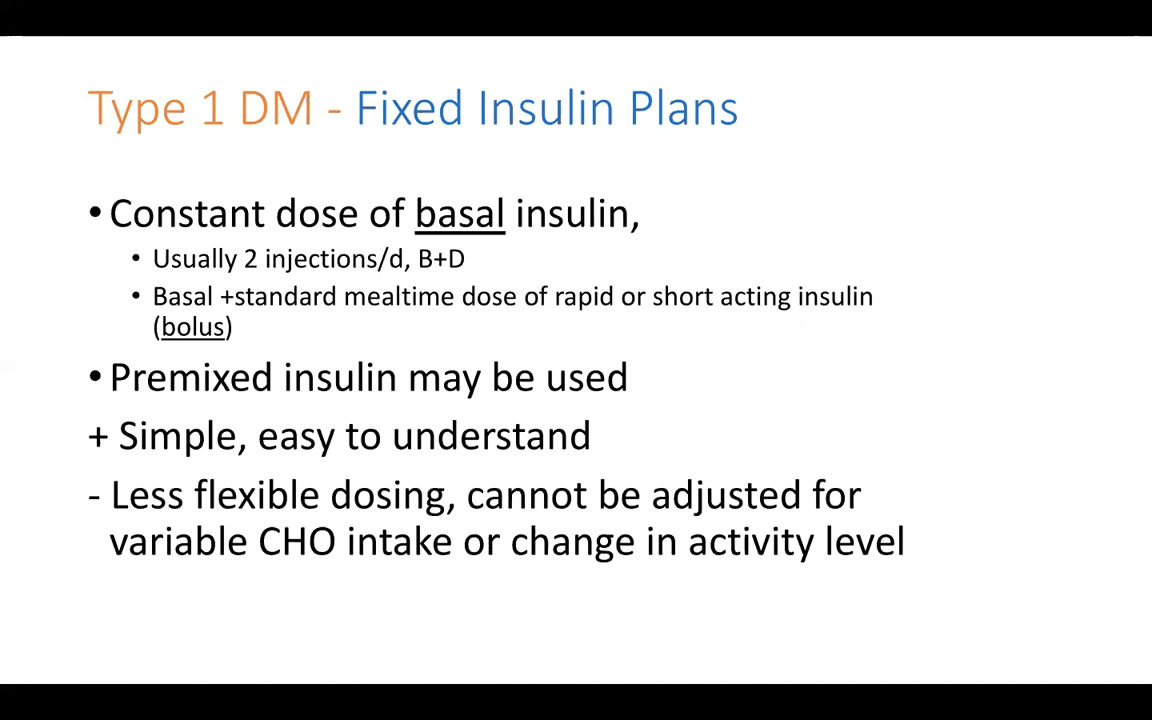 Type 1 DM - Fixed Insulin Plans
• Constant dose of basal insulin,
• Usually 2 injections/d, B+D
• Basal +standard mealtime dose of rapid or short acting insulin
(bolus)
• Premixed insulin may be used
+ Simple, easy to understand
- Less flexible dosing, cannot be adjusted for
variable CHO intake or change in activity level